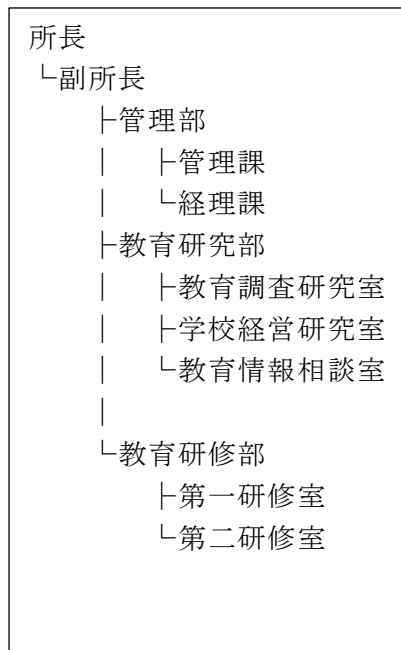 所長
└副所長
├管理部
│ ├管理課
│ └経理課
├教育研究部
│ ├教育調査研究室
│ ├学校経営研究室
│ └教育情報相談室
│
└教育研修部
├第一研修室
└第二研修室